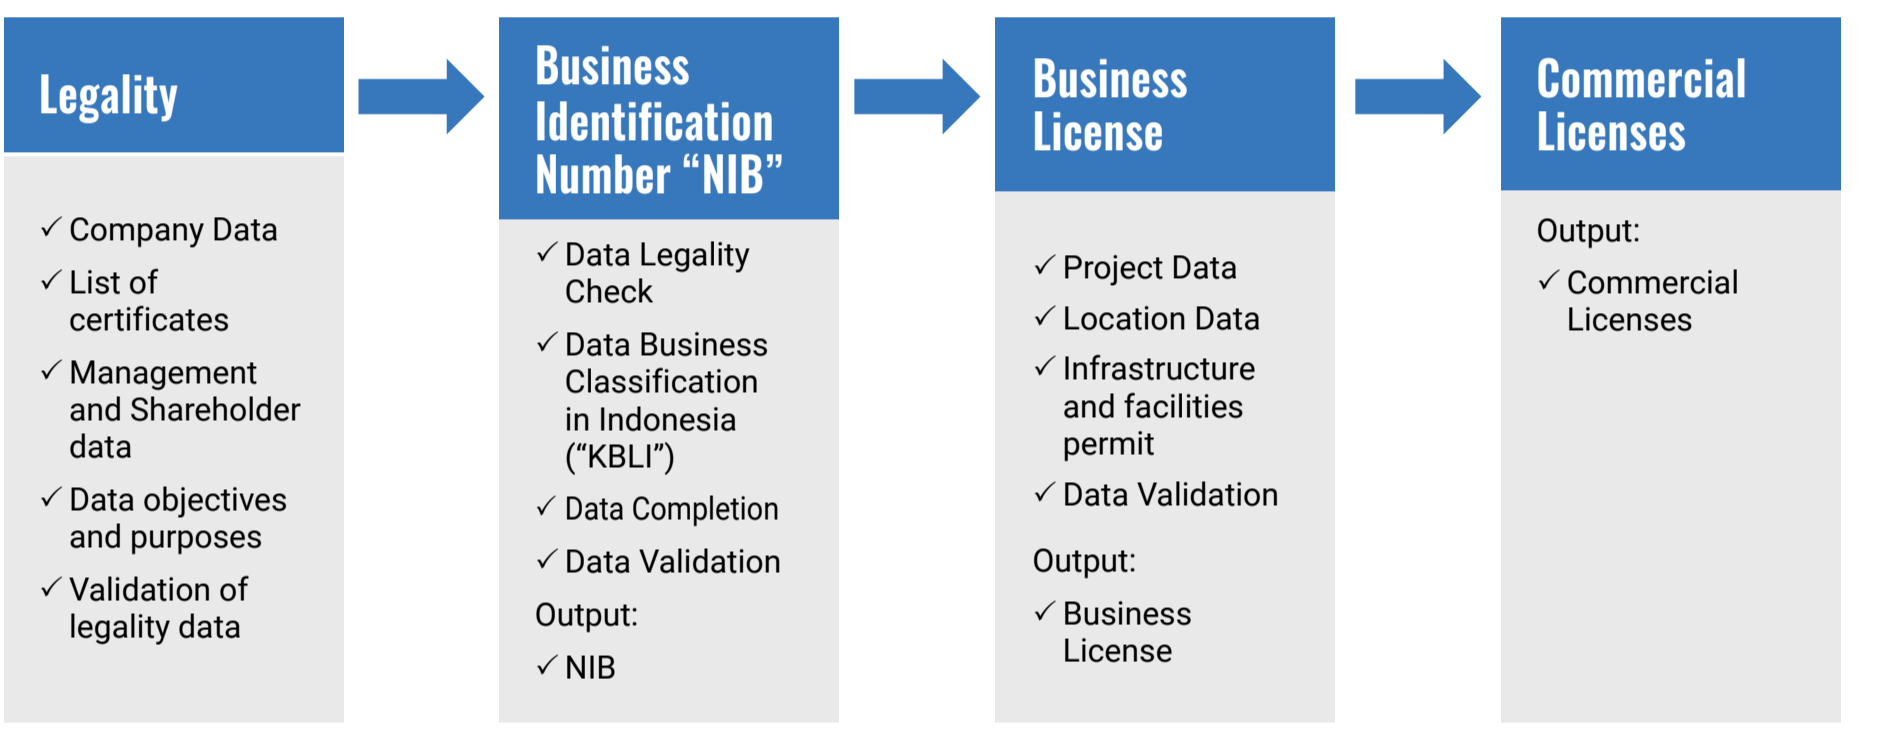 Legality
✓ Company Data
✓ List of
certificates
✓ Management
and Shareholder
data
✓ Data objectives
and purposes
✓ Validation of
legality data
Business
Identification
Number “NIB”
✓ Data Legality
Check
✓ Data Business
Classification
in Indonesia
(“KBLI”)
✓ Data Completion
✓ Data Validation
Output:
✓ NIB
Business
License
✓ Project Data
✓ Location Data
✓ Infrastructure
and facilities
permit
✓ Data Validation
Output:
✓ Business
License
Commercial
Licenses
Output:
✓ Commercial
Licenses